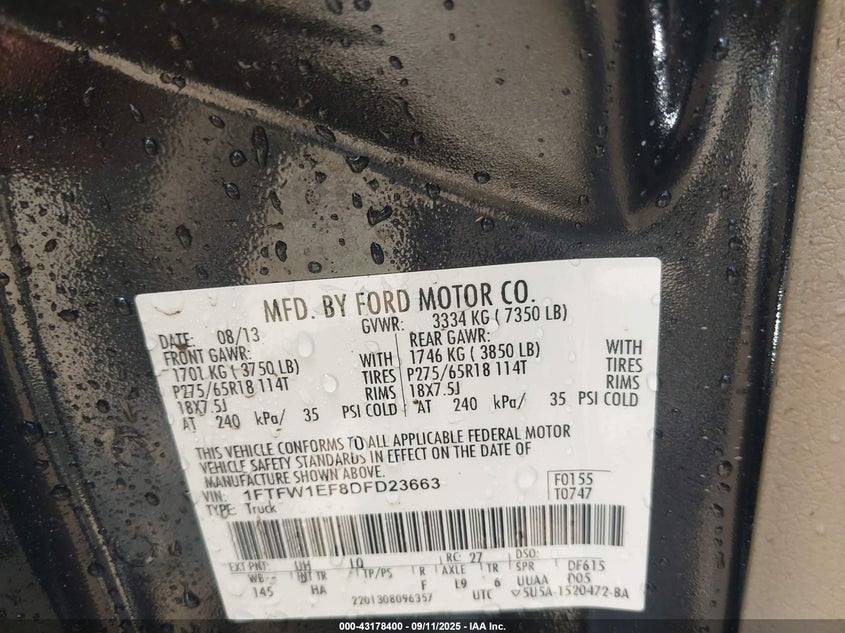 MFD. BY FORD MOTOR CO.
DATE: 08/13 GVWR: 3334 KG ( 7350 LB)
FRONT GAWR: REAR GAWR:
1701 KG ( 3750 LB) WITH 1746 KG ( 3850 LB) WITH
P275/65R18 114T TIRES P275/65R18 114T TIRES
18X7.5J RIMS 18X7.5J RIMS
AT 240 kPa/ 35 PSI COLD AT 240 kPa/ 35 PSI COLD
THIS VEHICLE CONFORMS TO ALL APPLICABLE FEDERAL MOTOR
VEHICLE SAFETY STANDARDS IN EFFECT ON THE DATE OF
MANUFACTURE SHOWN ABOVE.
VIN: 1FTFW1EF8DFD23663 F0155
TYPE: Truck T0747
EXT PNT: UH RC: 27 DSO:
WB INT TR TP/PS R AXLE TR SPR DF615
145 HA F L9 6 UUAA D05
2201308096357 UTC 5U5A-1520472-BA
000-43178400 - 09/11/2025 - IAA Inc.